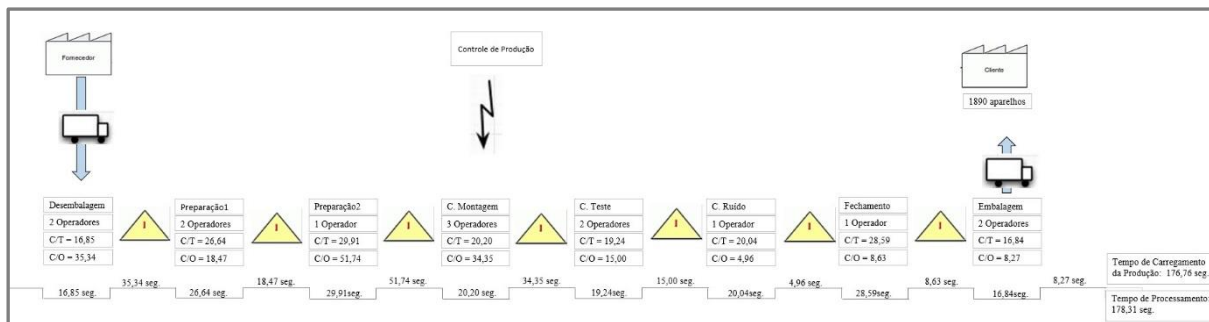 Fornecedor
Controle de Produção
Cliente
1890 aparelhos
Desembalagem
2 Operadores
C/T = 16,85
C/O = 35,34
I
Preparação1
2 Operadores
C/T = 26,64
C/O = 18,47
I
Preparação2
1 Operador
C/T = 29,91
C/O = 51,74
I
C. Montagem
3 Operadores
C/T = 20,20
C/O = 34,35
I
C. Teste
2 Operadores
C/T = 19,24
C/O = 15,00
I
C. Ruído
1 Operador
C/T = 20,04
C/O = 4,96
I
Fechamento
1 Operador
C/T = 28,59
C/O = 8,63
I
Embalagem
2 Operadores
C/T = 16,84
C/O = 8,27
16,85 seg.
35,34 seg.
26,64 seg.
18,47 seg.
29,91seg.
51,74 seg.
20,20 seg.
34,35 seg.
19,24seg.
15,00 seg.
20,04seg.
4,96 seg.
28,59seg.
8,63 seg.
16,84seg.
8,27 seg.
Tempo de Carregamento
da Produção: 176,76 seg.
Tempo de Processamento:
178,31 seg.